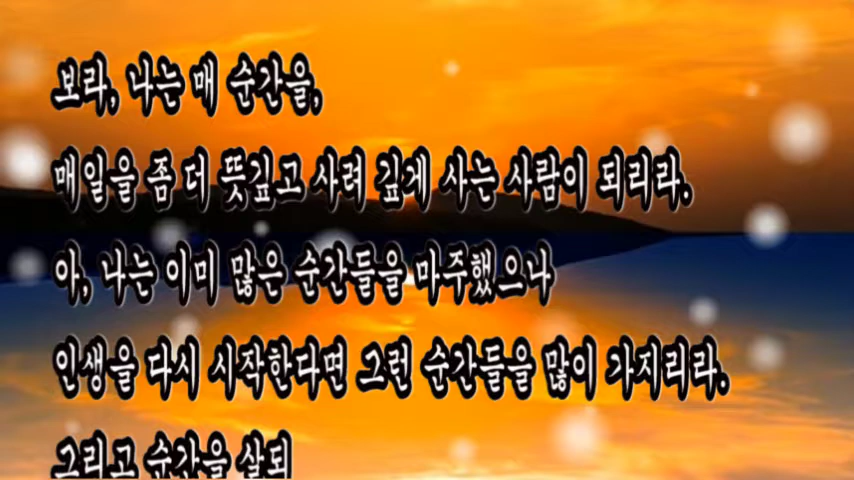 보라, 나는 매 순간을,
매일을 좀 더 뜻깊고 사려 깊게 사는 사람이 되리라.
아, 나는 이미 많은 순간들을 마주했으나
인생을 다시 시작한다면 그런 순간들을 많이 가지리라.
그리고 순간을 살되